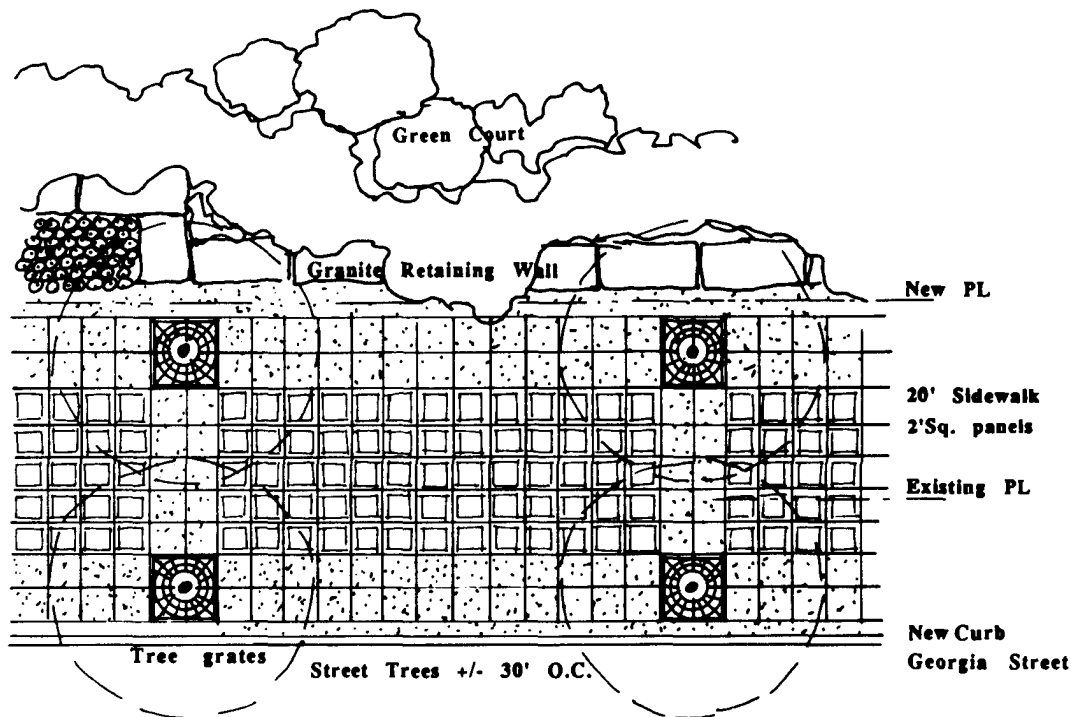 Green Court
Granite Retaining Wall
New PL
20' Sidewalk
2'Sq. panels
Existing PL
New Curb
Georgia Street
Tree grates
Street Trees +/- 30' O.C.